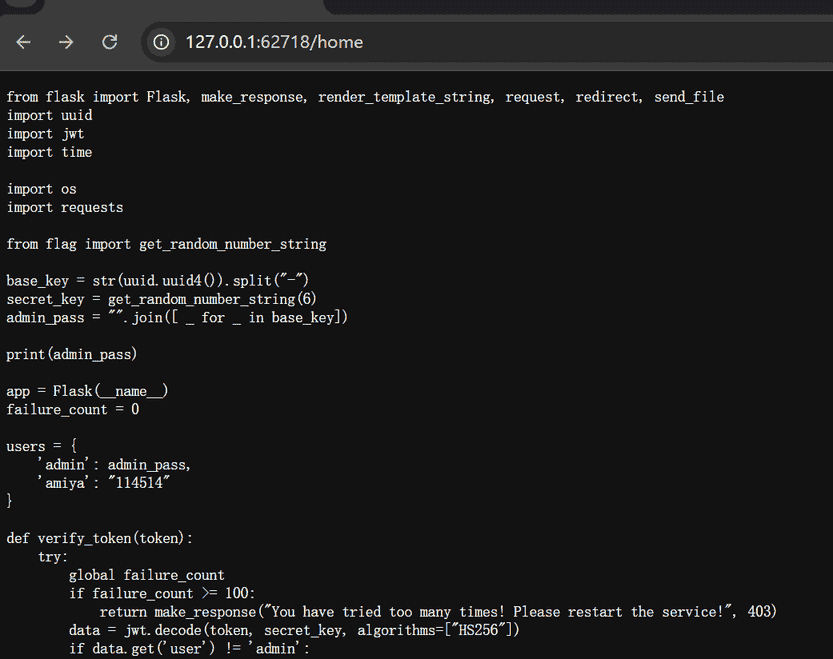 127.0.0.1:62718/home
from flask import Flask, make_response, render_template_string, request, redirect, send_file
import uuid
import jwt
import time
import os
import requests
from flag import get_random_number_string
base_key = str(uuid.uuid4()).split("-")
secret_key = get_random_number_string(6)
admin_pass = "".join([ _ for _ in base_key])
print(admin_pass)
app = Flask(__name__)
failure_count = 0
users = {
    'admin': admin_pass,
    'amiya': "114514"
}
def verify_token(token):
    try:
        global failure_count
        if failure_count >= 100:
            return make_response("You have tried too many times! Please restart the service!", 403)
        data = jwt.decode(token, secret_key, algorithms=["HS256"])
        if data.get('user') != 'admin':